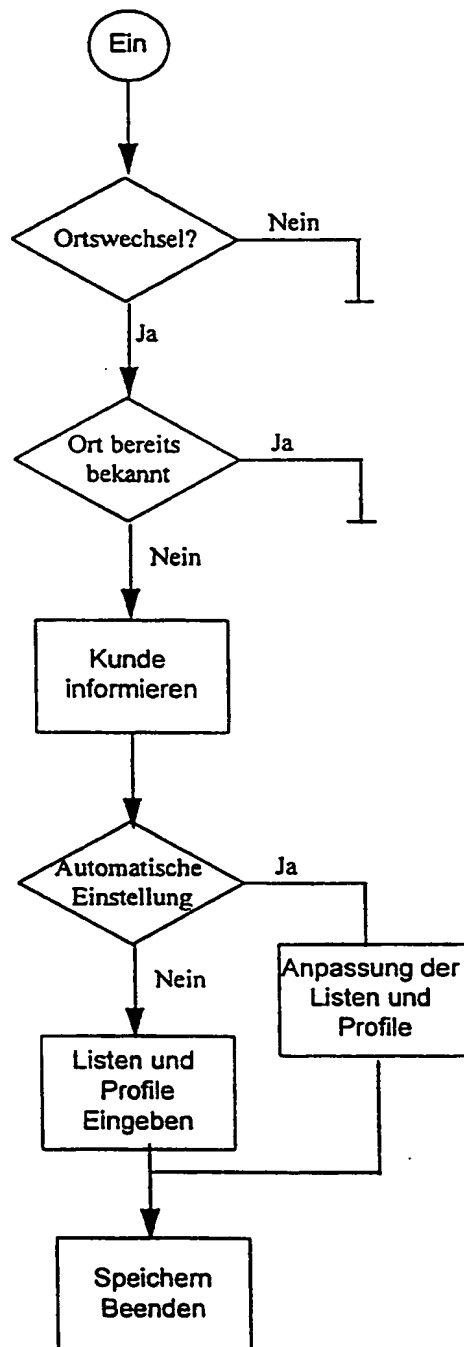 Ein
Ortswechsel?
Nein
Ja
Ort bereits
bekannt
Ja
Nein
Kunde
informieren
Automatische
Einstellung
Ja
Nein
Anpassung der
Listen und
Profile
Listen und
Profile
Eingeben
Speichern
Beenden